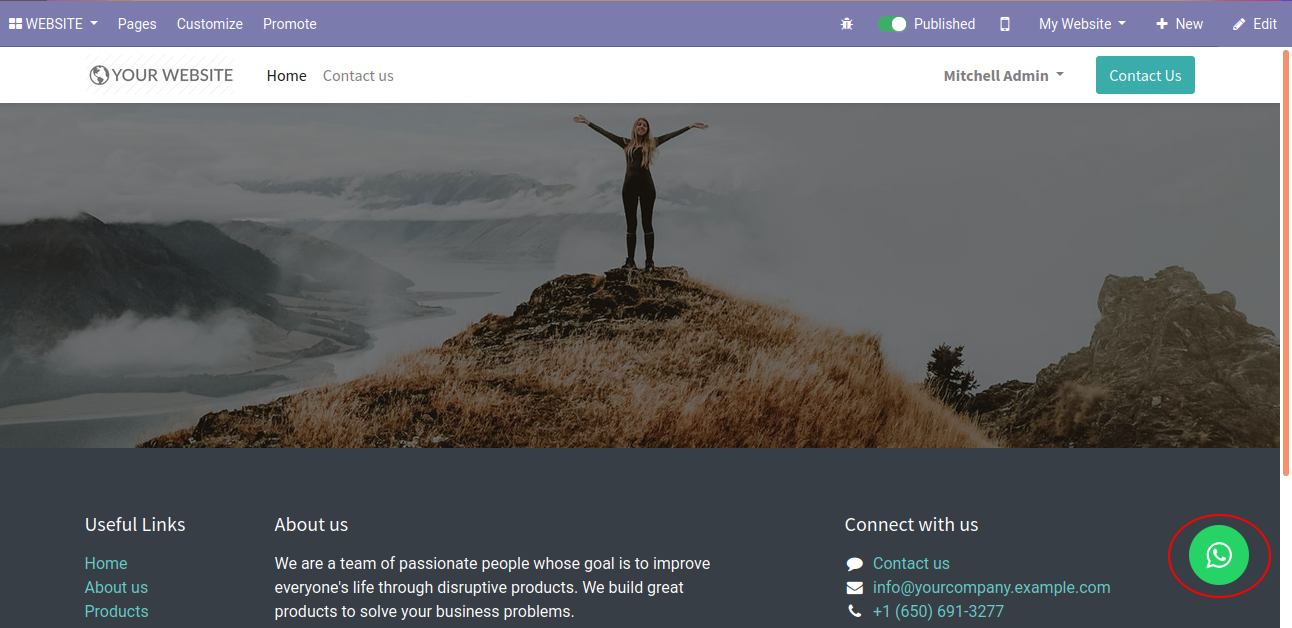 WEBSITE Pages Customize Promote Published My Website New Edit
YOUR WEBSITE Home Contact us Mitchell Admin Contact Us
Useful Links
Home
About us
Products
About us
We are a team of passionate people whose goal is to improve
everyone's life through disruptive products. We build great
products to solve your business problems.
Connect with us
Contact us
info@yourcompany.example.com
+1 (650) 691-3277